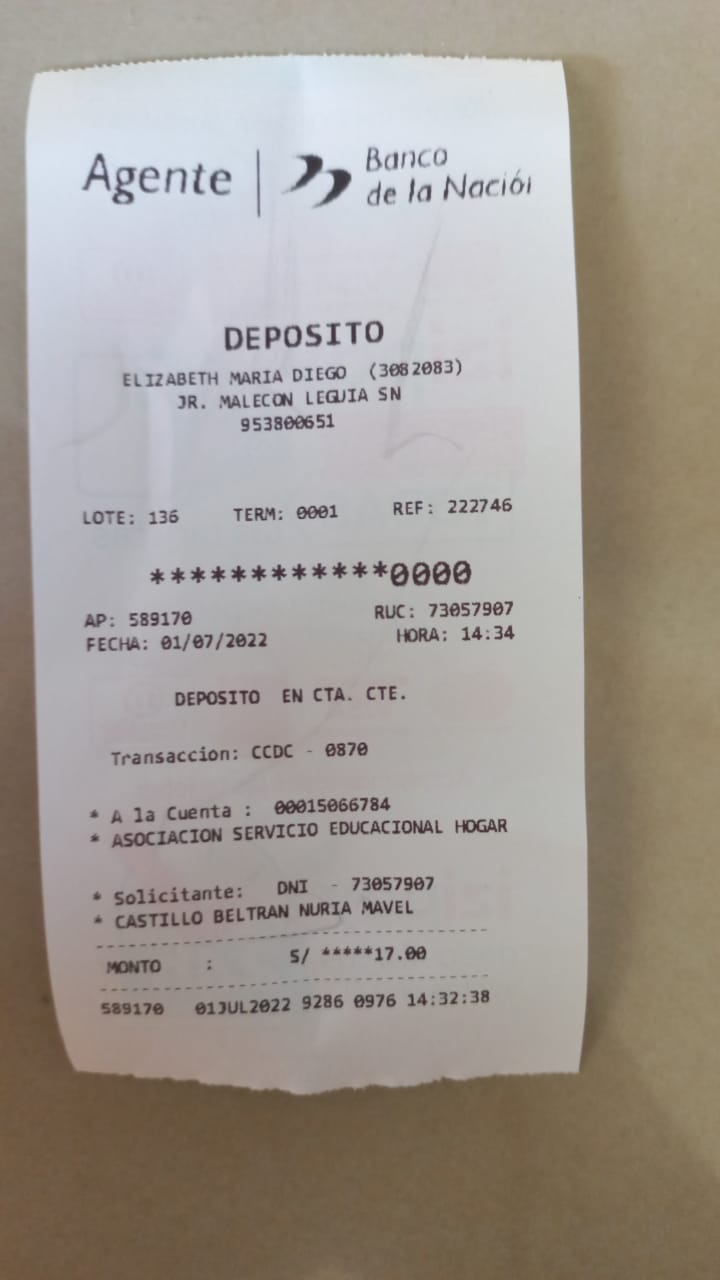 Agente | Banco
de la Nació
DEPOSITO
ELIZABETH MARIA DIEGO (3082083)
JR. MALECON LEGUIA SN
953800651
LOTE: 136 TERM: 0001 REF: 222746
************0000
AP: 589170 RUC: 73057907
FECHA: 01/07/2022 HORA: 14:34
DEPOSITO EN CTA. CTE.
Transaccion: CCDC - 0870
* A la Cuenta : 00015066784
* ASOCIACION SERVICIO EDUCACIONAL HOGAR
* Solicitante: DNI - 73057907
* CASTILLO BELTRAN NURIA MAVEL
MONTO : S/ *****17.00
589170 01JUL2022 9286 0976 14:32:38